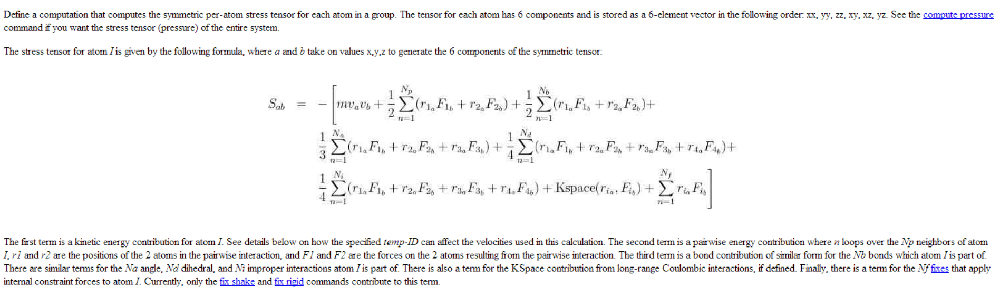 Define a computation that computes the symmetric per-atom stress tensor for each atom in a group. The tensor for each atom has 6 components and is stored as a 6-element vector in the following order: xx, yy, zz, xy, xz, yz. See the compute pressure
command if you want the stress tensor (pressure) of the entire system.
The stress tensor for atom I is given by the following formula, where a and b take on values x,y,z to generate the 6 components of the symmetric tensor:
S_{ab} = -[mv_a v_b + \frac{1}{2} \sum_{n=1}^{N_p} (r_{1_a} F_{1_b} + r_{2_a} F_{2_b}) + \frac{1}{2} \sum_{n=1}^{N_b} (r_{1_a} F_{1_b} + r_{2_a} F_{2_b}) +
\frac{1}{3} \sum_{n=1}^{N_a} (r_{1_a} F_{1_b} + r_{2_a} F_{2_b} + r_{3_a} F_{3_b}) + \frac{1}{4} \sum_{n=1}^{N_d} (r_{1_a} F_{1_b} + r_{2_a} F_{2_b} + r_{3_a} F_{3_b} + r_{4_a} F_{4_b}) +
\frac{1}{4} \sum_{n=1}^{N_i} (r_{1_a} F_{1_b} + r_{2_a} F_{2_b} + r_{3_a} F_{3_b} + r_{4_a} F_{4_b}) + Kspace(r_{i_a}, F_{i_b}) + \sum_{n=1}^{N_f} r_{i_a} F_{i_b}]
The first term is a kinetic energy contribution for atom I. See details below on how the specified temp-ID can affect the velocities used in this calculation. The second term is a pairwise energy contribution where n loops over the Np neighbors of atom
I, r1 and r2 are the positions of the 2 atoms in the pairwise interaction, and F1 and F2 are the forces on the 2 atoms resulting from the pairwise interaction. The third term is a bond contribution of similar form for the Nb bonds which atom I is part of.
There are similar terms for the Na angle, Nd dihedral, and Ni improper interactions atom I is part of. There is also a term for the KSpace contribution from long-range Coulombic interactions, if defined. Finally, there is a term for the Nf fixes that apply
internal constraint forces to atom I. Currently, only the fix shake and fix rigid commands contribute to this term.